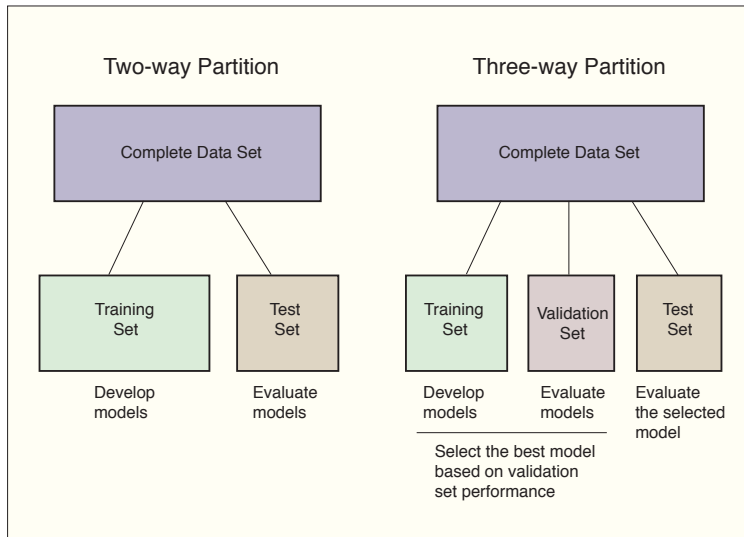 Two-way Partition
Complete Data Set
Training
Set
Test
Set
Develop
models
Evaluate
models
Three-way Partition
Complete Data Set
Training
Set
Validation
Set
Test
Set
Develop
models
Evaluate
models
Evaluate
the selected
model
Select the best model
based on validation
set performance